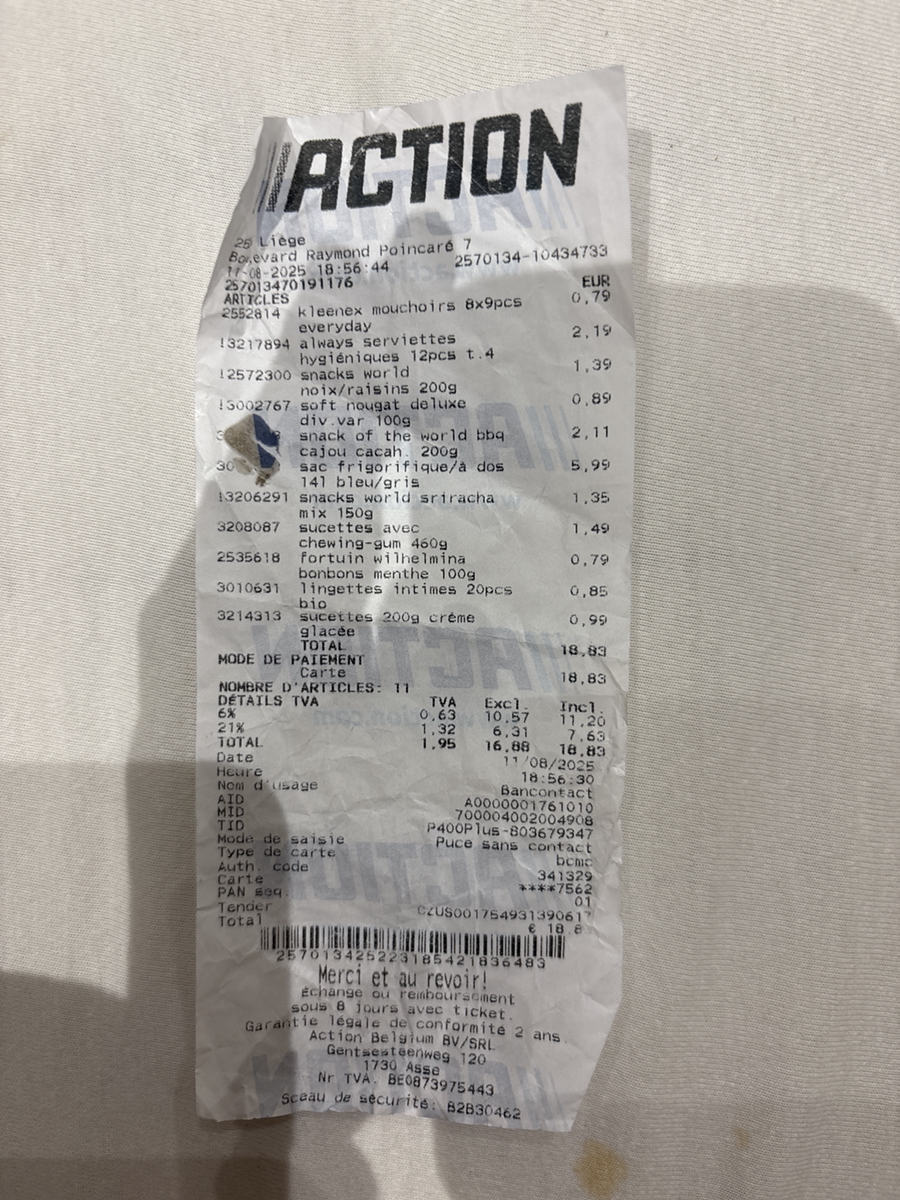 ACTION
25 Liège
Boulevard Raymond Poincaré 7
11-08-2025 18:56:44 2570134-10434733
257013470191176
ARTICLES EUR
2552814 kleenex mouchoirs 8x9pcs 0,79
everyday
!3217894 always serviettes 2,19
hygiéniques 12pcs t.4
!2572300 snacks world 1,39
noix/raisins 200g
!3002767 soft nougat deluxe 0,89
div.var 100g
snack of the world bbq 2,11
cajou cacah. 200g
sac frigorifique/à dos 5,99
14l bleu/gris
!3206291 snacks world sriracha 1,35
mix 150g
3208087 sucettes avec 1,49
chewing-gum 460g
2535618 fortuin wilhelmina 0,79
bonbons menthe 100g
3010631 lingettes intimes 20pcs 0,85
bio
3214313 sucettes 200g crème 0,99
glacée
TOTAL 18,83
MODE DE PAIEMENT
Carte 18,83
NOMBRE D'ARTICLES: 11
DÉTAILS TVA TVA Excl. Incl.
6% 0,63 10,57 11,20
21% 1,32 6,31 7,63
TOTAL 1,95 16,88 18,83
Date 11/08/2025
Heure 18:56:30
Nom d'usage Bancontact
AID A0000001761010
MID 700004002004908
TID P400Plus-803679347
Mode de saisie Puce sans contact
Type de carte bcmc
Auth. code 341329
Carte ****7562
PAN seq. 01
Tender
Total € 18.8
257013425223185421836483
Merci et au revoir!
Échange ou remboursement
sous 8 jours avec ticket.
Garantie légale de conformité 2 ans.
Action Belgium BV/SRL
Gentsesteenweg 120
1730 Asse
Nr TVA. BE0873975443
Sceau de sécurité: B2B30462